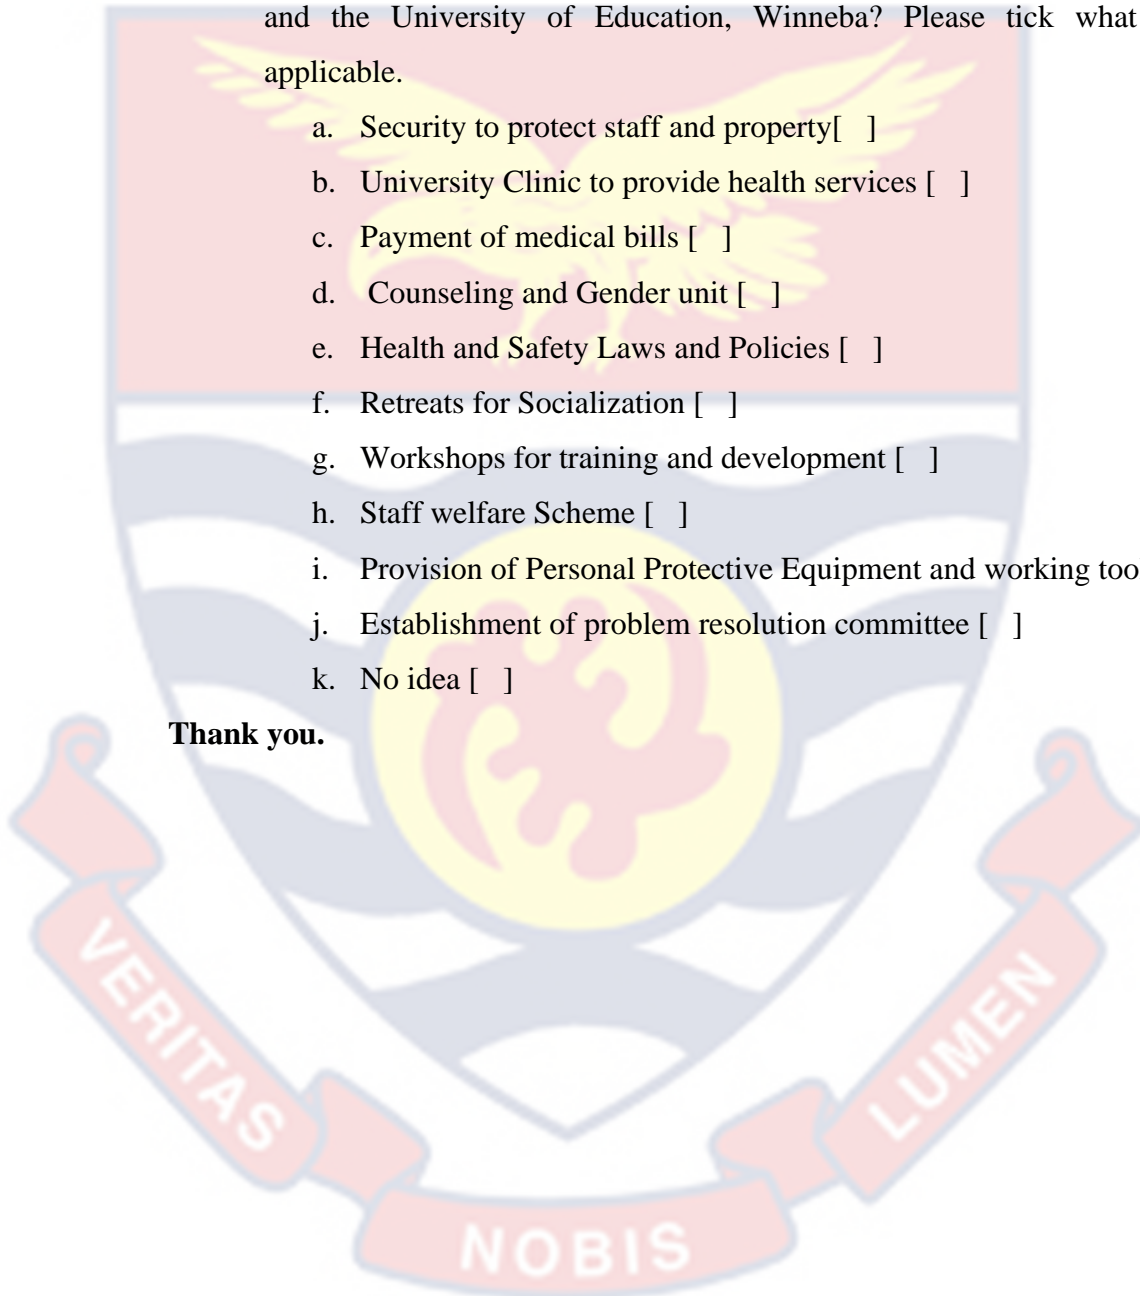 and the University of Education, Winneba? Please tick what
applicable.
a. Security to protect staff and property[ ]
b. University Clinic to provide health services [ ]
c. Payment of medical bills [ ]
d. Counseling and Gender unit [ ]
e. Health and Safety Laws and Policies [ ]
f. Retreats for Socialization [ ]
g. Workshops for training and development [ ]
h. Staff welfare Scheme [ ]
i. Provision of Personal Protective Equipment and working too
j. Establishment of problem resolution committee [ ]
k. No idea [ ]
Thank you.
VERITAS
NOBIS
LUMEN